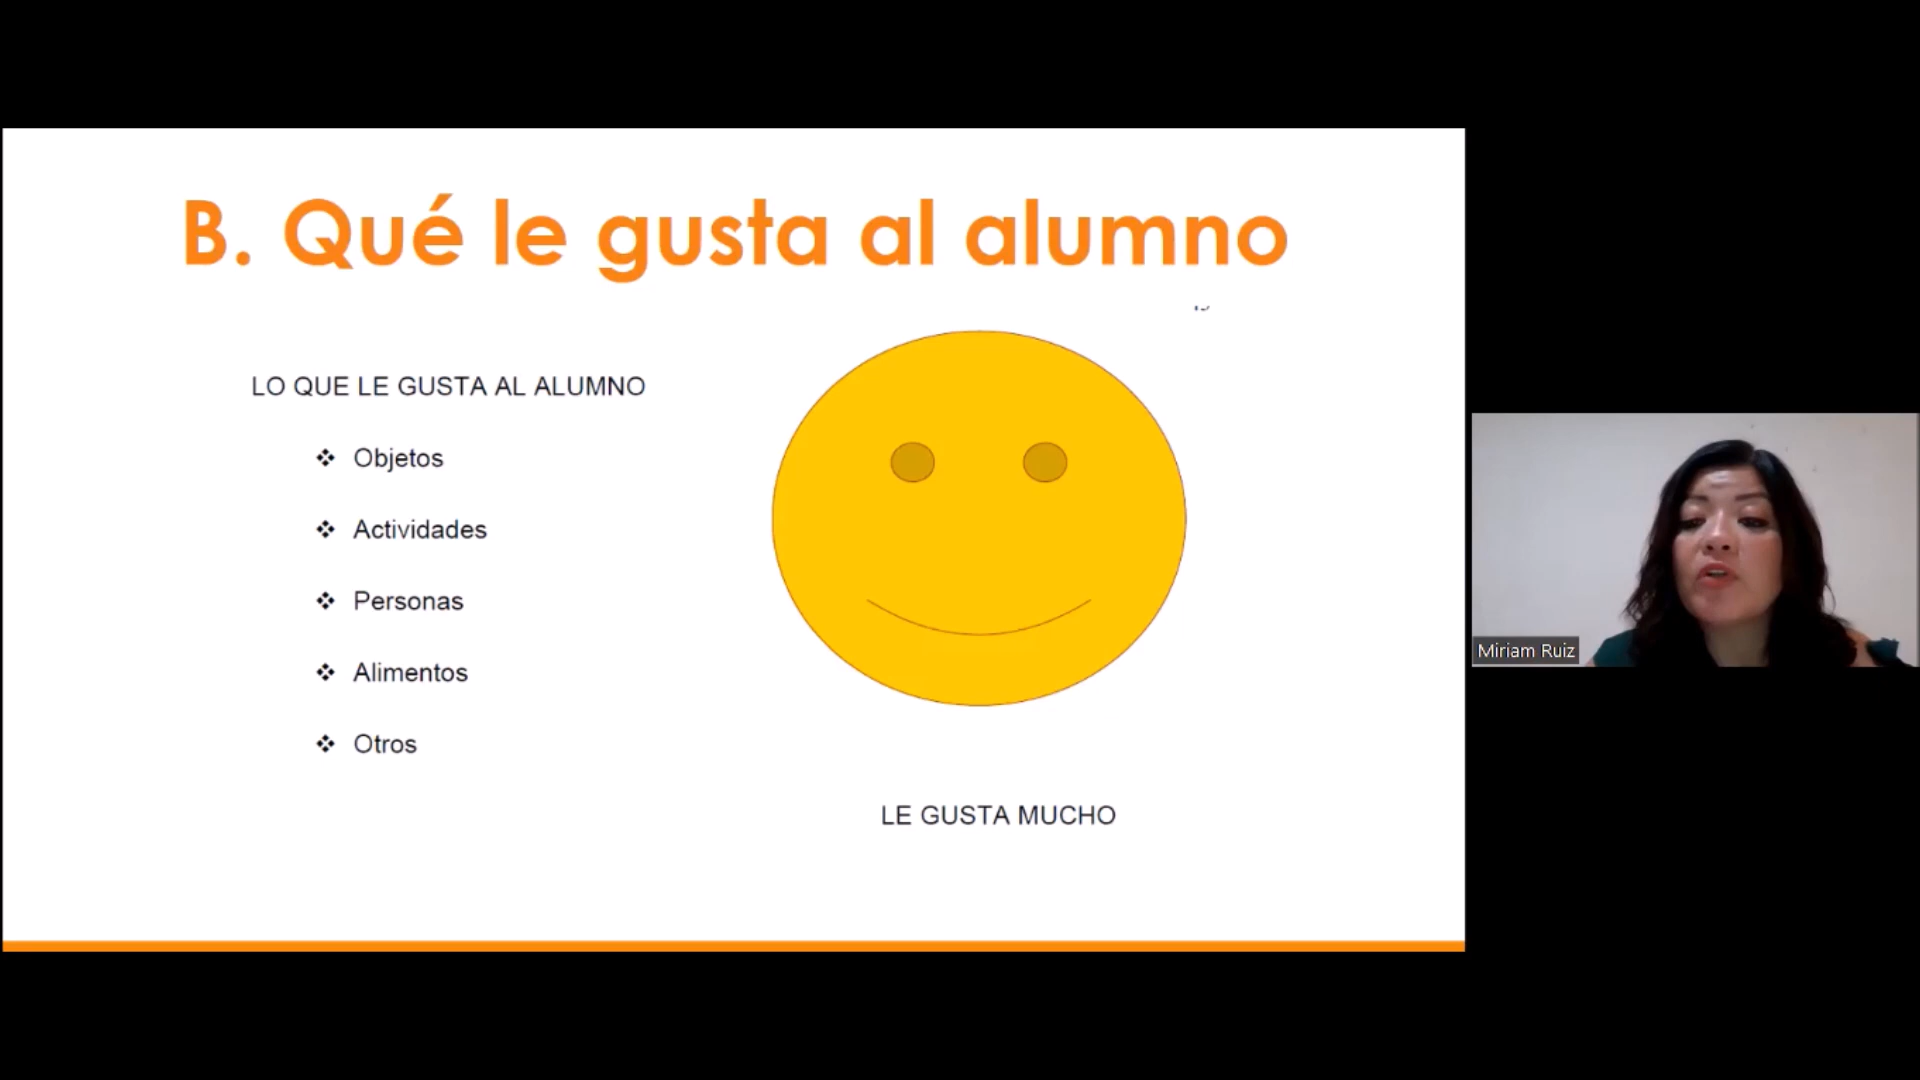 B. Qué le gusta al alumno
LO QUE LE GUSTA AL ALUMNO
❖ Objetos
❖ Actividades
❖ Personas
❖ Alimentos
❖ Otros
LE GUSTA MUCHO
Miriam Ruiz